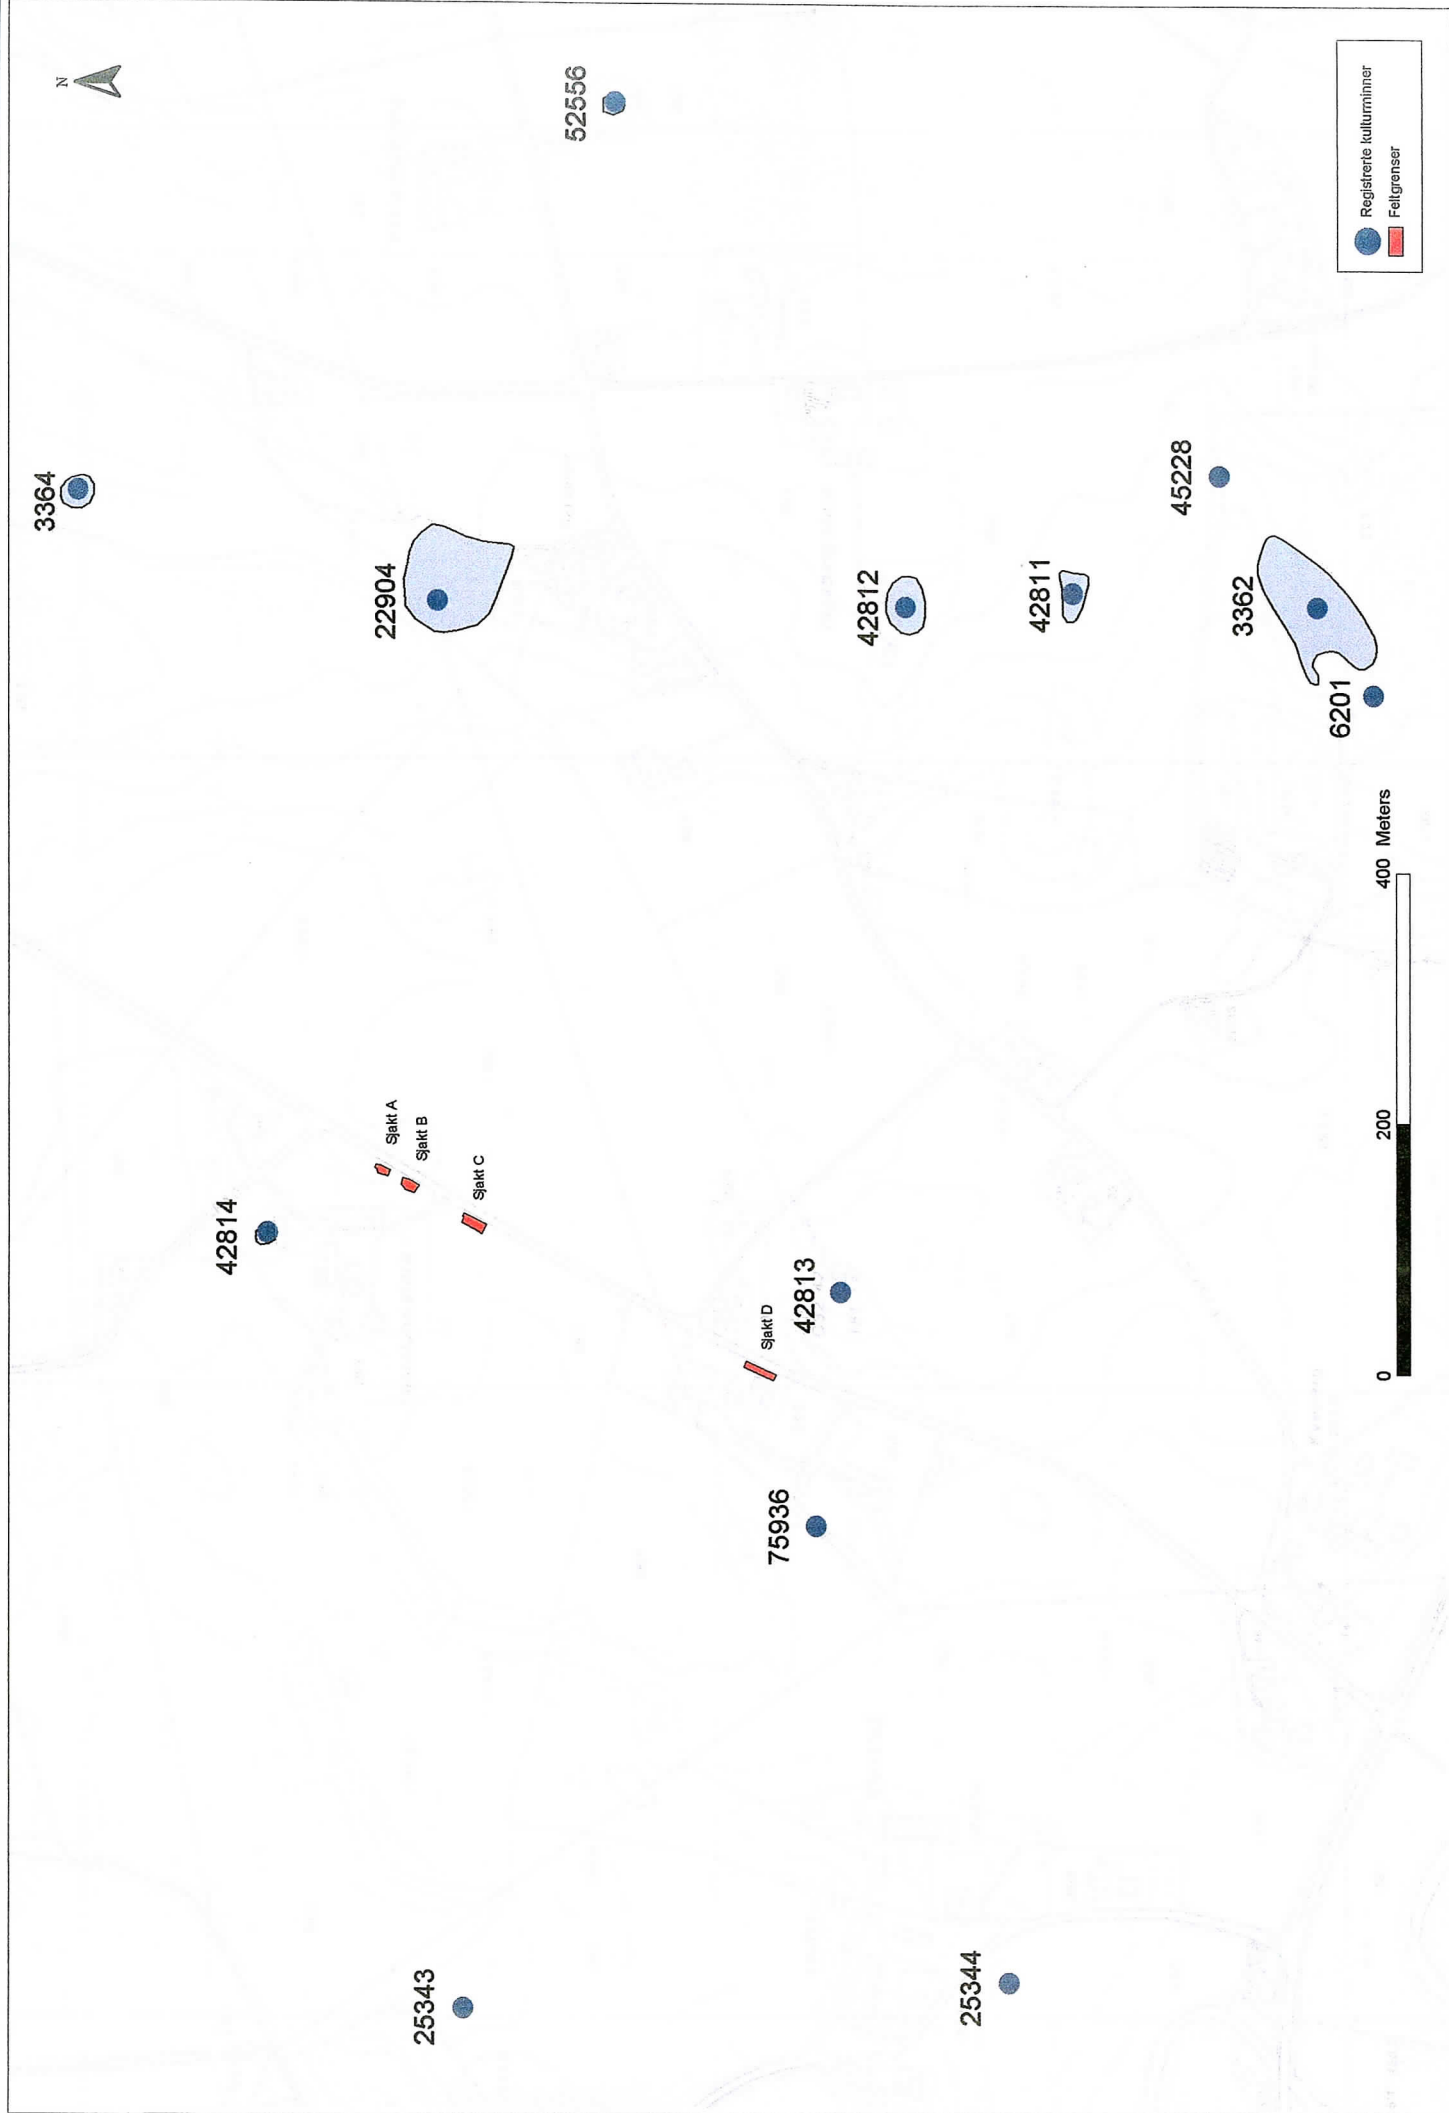 N
3364
52556
22904
42814
Sjakt A
Sjakt B
Sjakt C
25343
42812
42813
Sjakt D
75936
42811
25344
45228
3362
6201
0 200 400 Meters
Registrerte kulturminner
Feltgrenser